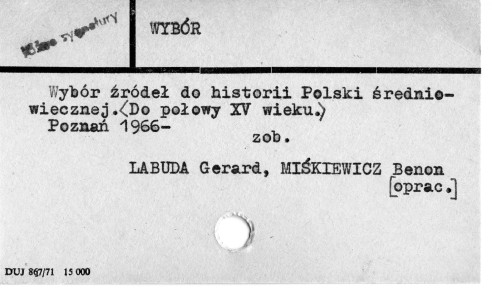 Różne sygnatury
WYBÓR
Wybór źródeł do historii Polski średnio-
wiecznej.<Do połowy XV wieku.>
Poznań 1966-
zob.
LABUDA Gerard, MIŚKIEWICZ Benon
[oprac.]
DUJ 867/71 15 000